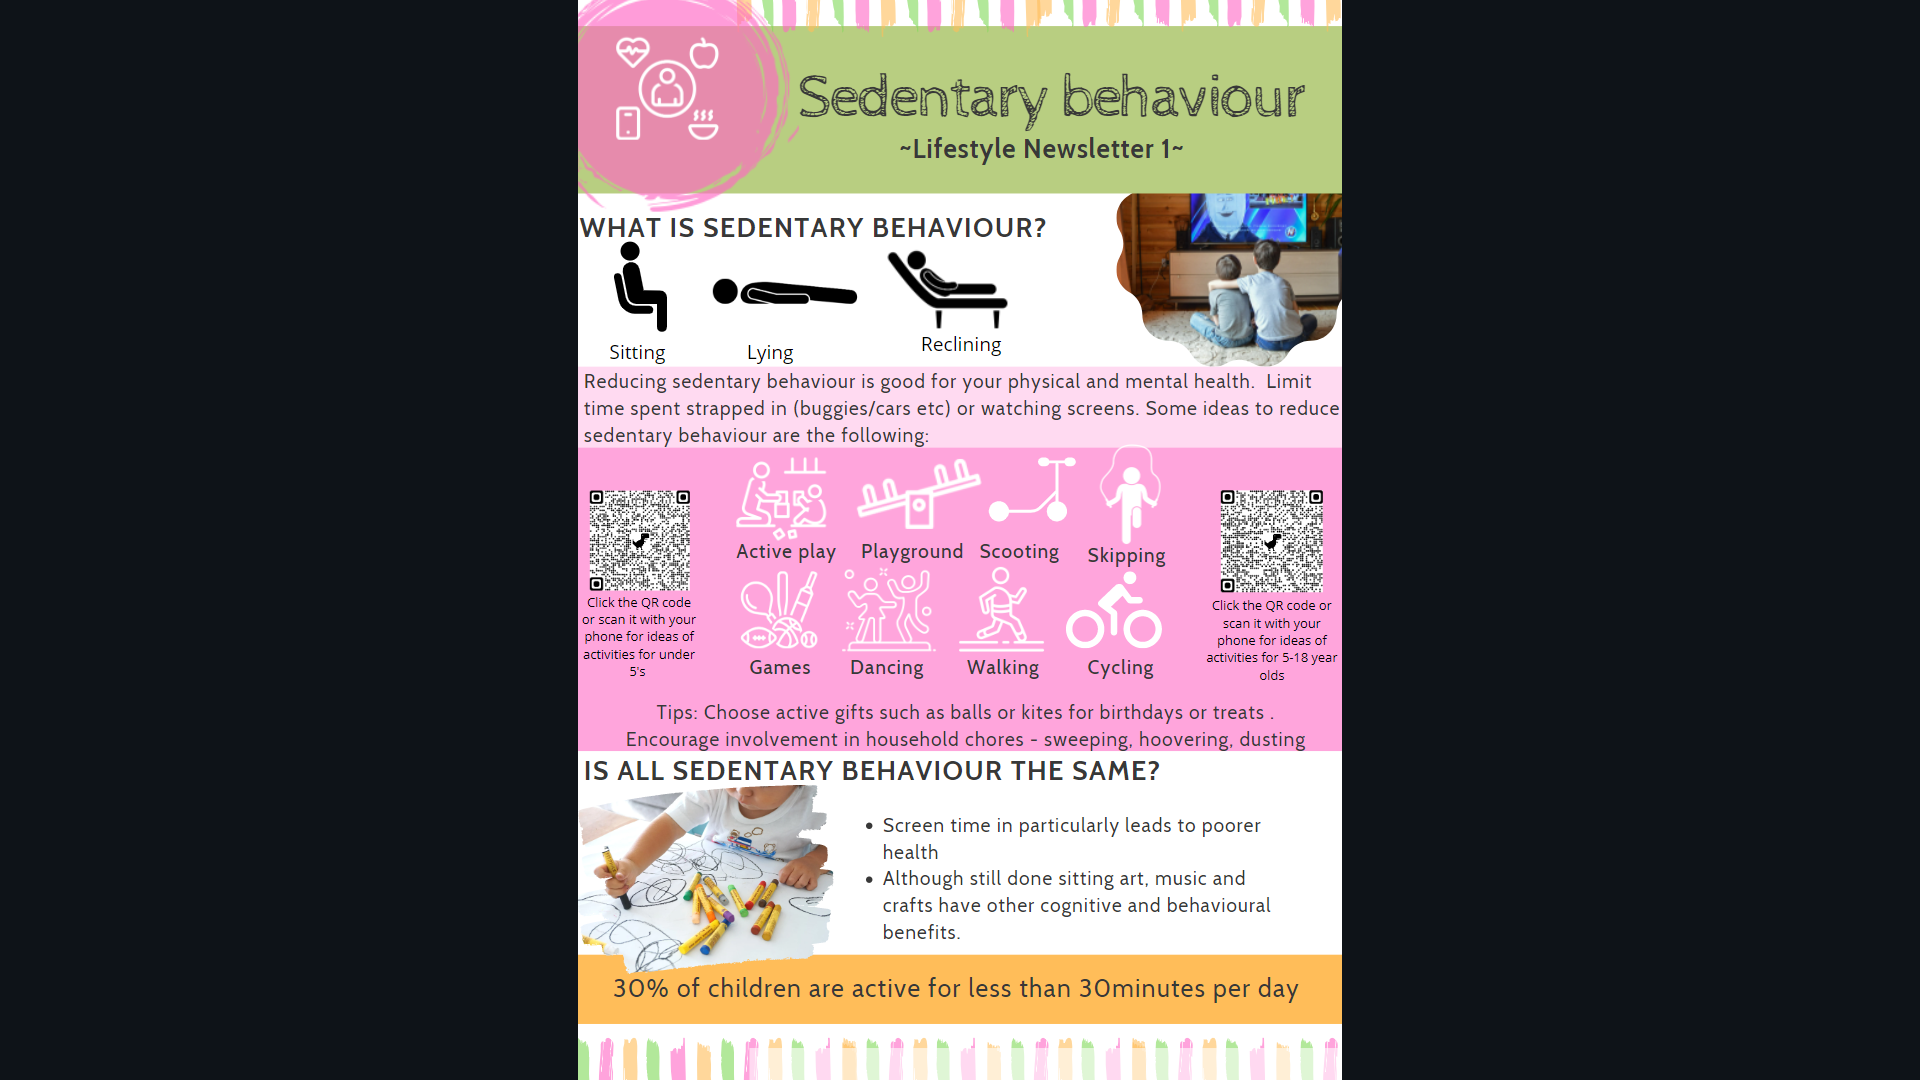 Sedentary behaviour
~Lifestyle Newsletter 1~
WHAT IS SEDENTARY BEHAVIOUR?
Sitting
Lying
Reclining
Reducing sedentary behaviour is good for your physical and mental health. Limit
time spent strapped in (buggies/cars etc) or watching screens. Some ideas to reduce
sedentary behaviour are the following:
Active play
Playground
Scooting
Skipping
Click the QR code
or scan it with your
phone for ideas of
activities for under
5's
Games
Dancing
Walking
Cycling
Click the QR code or
scan it with your
phone for ideas of
activities for 5-18 year
olds
Tips: Choose active gifts such as balls or kites for birthdays or treats .
Encourage involvement in household chores - sweeping, hoovering, dusting
IS ALL SEDENTARY BEHAVIOUR THE SAME?
• Screen time in particularly leads to poorer
health
• Although still done sitting art, music and
crafts have other cognitive and behavioural
benefits.
30% of children are active for less than 30minutes per day